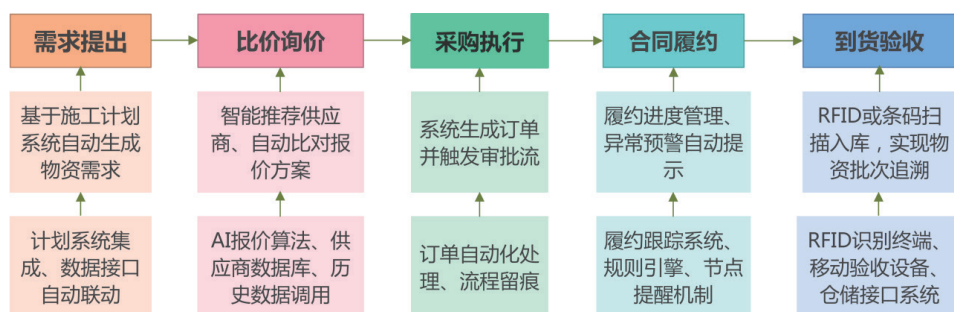 需求提出
比价询价
采购执行
合同履约
到货验收
基于施工计划
系统自动生成
物资需求
智能推荐供应
商、自动比对报
价方案
系统生成订单
并触发审批流
履约进度管理、
异常预警自动提
示
RFID或条码扫
描入库，实现物
资批次追溯
计划系统集
成、数据接口
自动联动
AI报价算法、供
应商数据库、历
史数据调用
订单自动化处
理、流程留痕
履约跟踪系统、
规则引擎、节点
提醒机制
RFID识别终端、
移动验收设备、
仓储接口系统